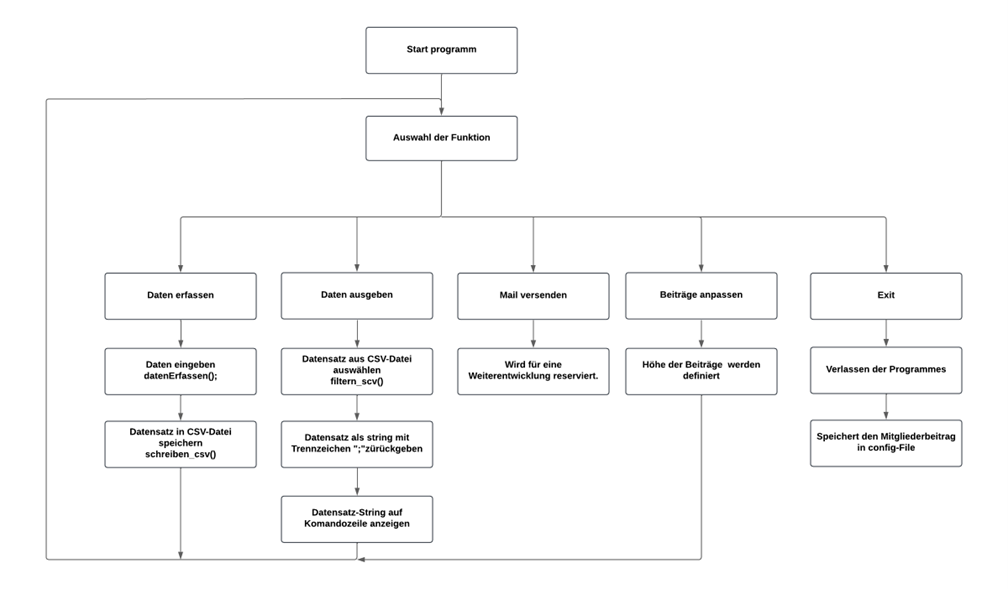 Start programm
Auswahl der Funktion
Daten erfassen
Daten ausgeben
Mail versenden
Beiträge anpassen
Exit
Daten eingeben
datenErfassen();
Datensatz aus CSV-Datei
auswählen
filtern_scv()
Wird für eine
Weiterentwicklung reserviert.
Höhe der Beiträge werden
definiert
Verlassen der Programmes
Datensatz in CSV-Datei
speichern
schreiben_csv()
Datensatz als string mit
Trennzeichen ";"zürückgeben
Speichert den Mitgliederbeitrag
in config-File
Datensatz-String auf
Komandozeile anzeigen